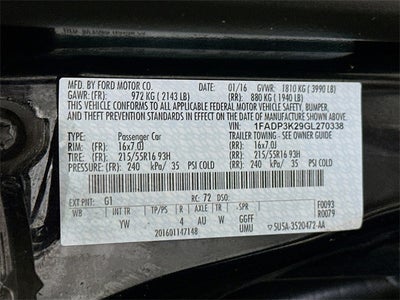 MFD. BY FORD MOTOR CO. 01/16 GVWR: 1810 KG ( 3990 LB)
GAWR: (FR): 972 KG ( 2143 LB) (RR): 880 KG ( 1940 LB)
THIS VEHICLE CONFORMS TO ALL APPLICABLE FEDERAL MOTOR VEHICLE SAFETY, BUMPER,
AND THEFT PREVENTION STANDARDS IN EFFECT ON THE DATE OF MANUFACTURE SHOWN ABOVE.
VIN: 1FADP3K29GL270338
TYPE: Passenger Car TRAILER TOWING - SEE OWNER GUIDE
RIM: (FR): 16x7.0J (RR): 16x7.0J
TIRE: (FR): 215/55R16 93H (RR): 215/55R16 93H
PRESSURE: (FR): 240 kPa/ 35 PSI COLD (RR): 240 kPa/ 35 PSI COLD
EXT PNT: G1 RC: 72 DSO: F0093
INT TR TP/PS R AXLE TR SPR R0079
YW 4 AU W GGFF
201601147148 UMU 5U5A-3520472-AA